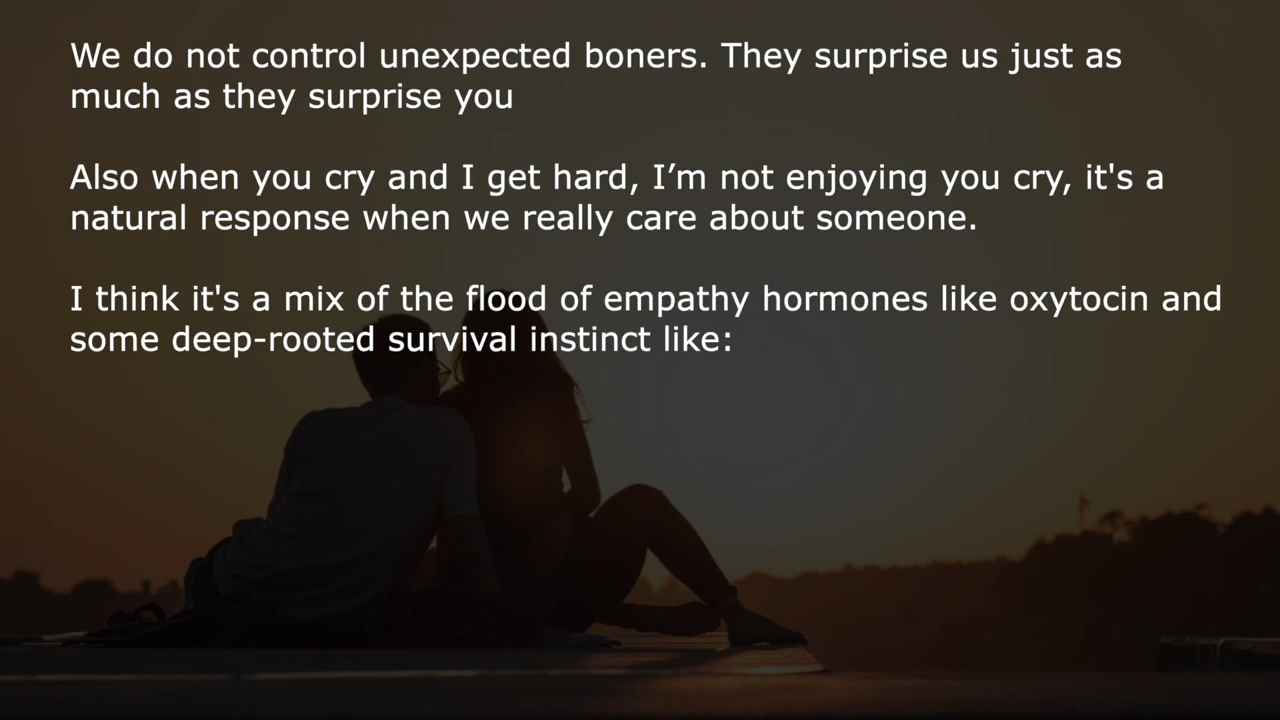 We do not control unexpected boners. They surprise us just as
much as they surprise you
Also when you cry and I get hard, I’m not enjoying you cry, it's a
natural response when we really care about someone.
I think it's a mix of the flood of empathy hormones like oxytocin and
some deep-rooted survival instinct like: